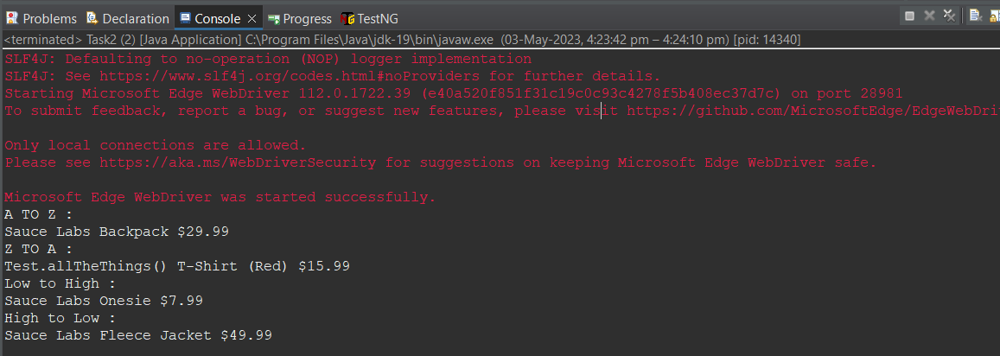 Problems Declaration Console Progress TestNG
<terminated> Task2 (2) [Java Application] C:\Program Files\Java\jdk-19\bin\javaw.exe (03-May-2023, 4:23:42 pm – 4:24:10 pm) [pid: 14340]
SLF4J: Defaulting to no-operation (NOP) logger implementation
SLF4J: See https://www.slf4j.org/codes.html#noProviders for further details.
Starting Microsoft Edge WebDriver 112.0.1722.39 (e40a520f851f31c19c0c93c4278f5b408ec37d7c) on port 28981
To submit feedback, report a bug, or suggest new features, please visit https://github.com/MicrosoftEdge/EdgeWebDri
Only local connections are allowed.
Please see https://aka.ms/WebDriverSecurity for suggestions on keeping Microsoft Edge WebDriver safe.
Microsoft Edge WebDriver was started successfully.
A TO Z :
Sauce Labs Backpack $29.99
Z TO A :
Test.allTheThings() T-Shirt (Red) $15.99
Low to High :
Sauce Labs Onesie $7.99
High to Low :
Sauce Labs Fleece Jacket $49.99